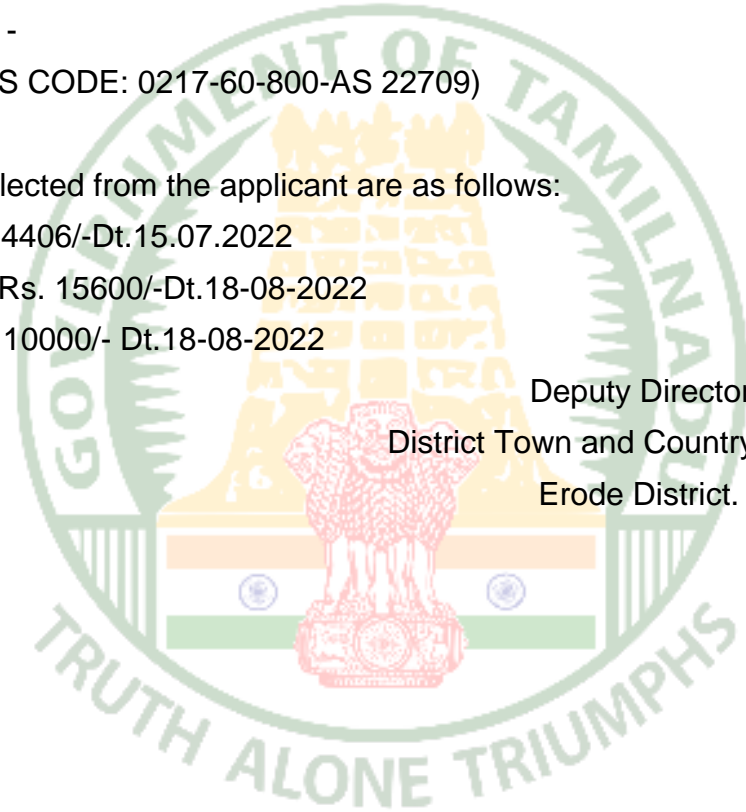 -
S CODE: 0217-60-800-AS 22709)
GOVERNMENT OF TAMILNADU
lected from the applicant are as follows:
4406/-Dt.15.07.2022
Rs. 15600/-Dt.18-08-2022
10000/- Dt.18-08-2022
Deputy Director
District Town and Country
Erode District.
TRUTH ALONE TRIUMPHS